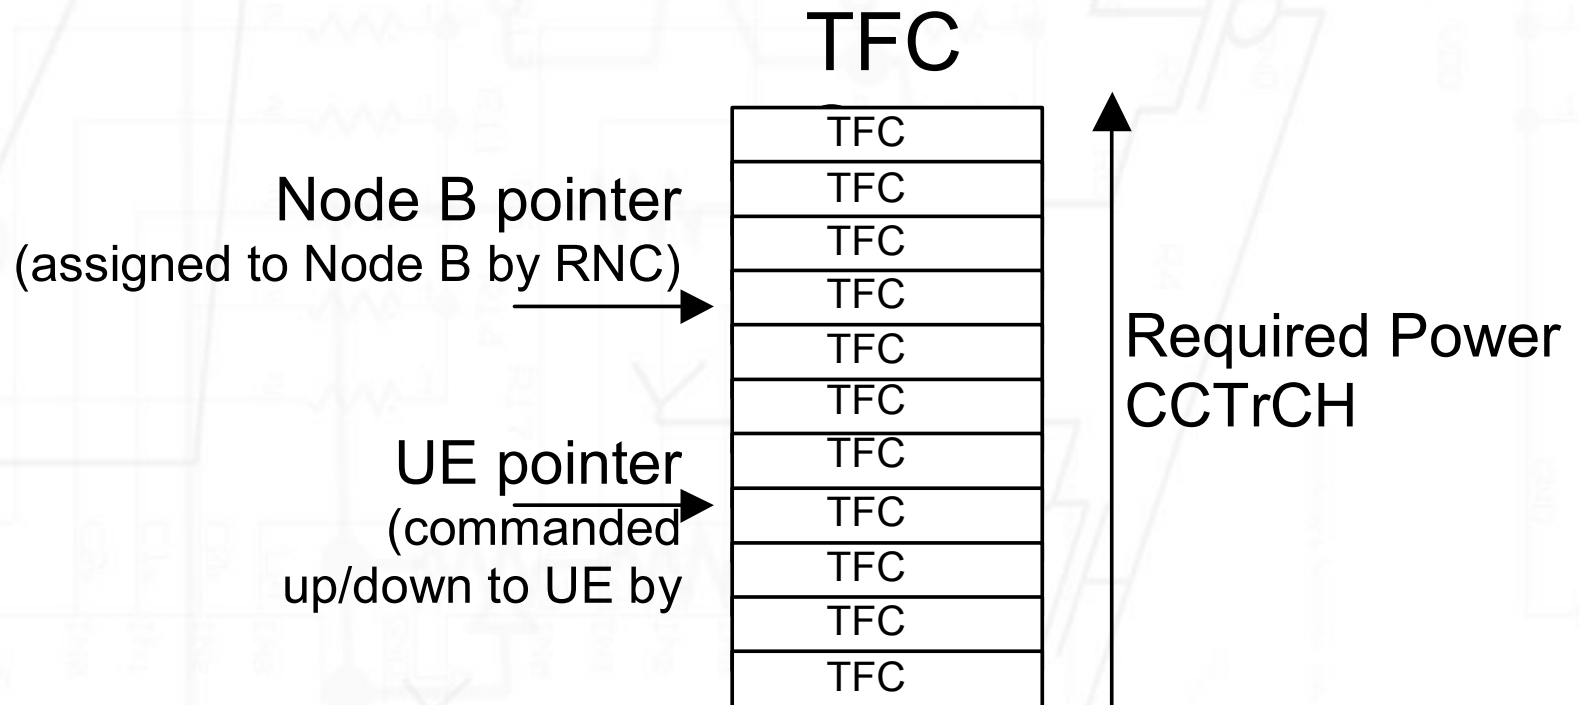 TFC
TFC
TFC
Node B pointer
(assigned to Node B by RNC)
TFC
TFC
TFC
Required Power
CCTrCH
TFC
TFC
UE pointer
(commanded
up/down to UE by
TFC
TFC
TFC
TFC